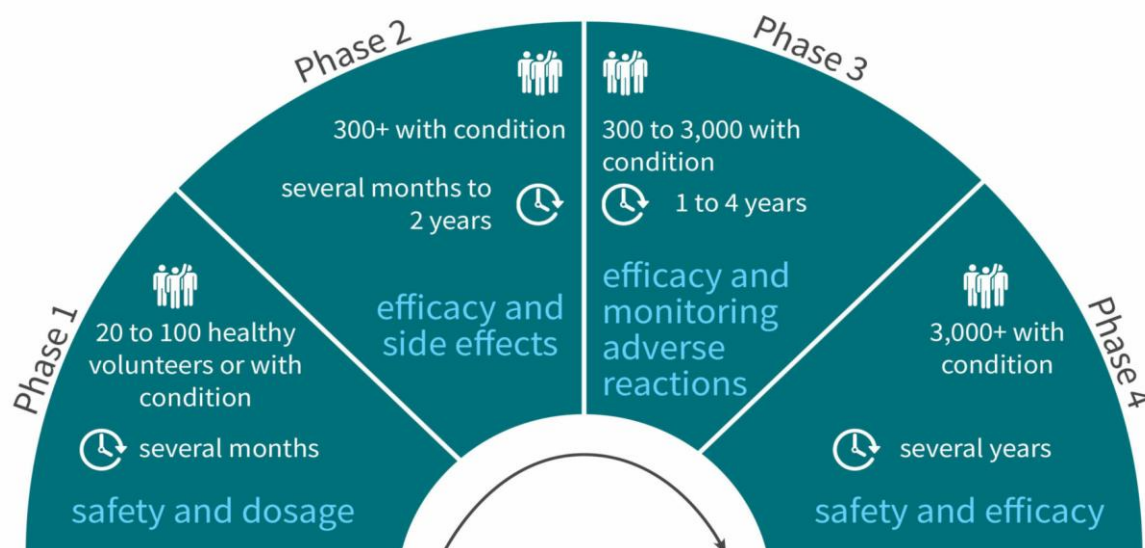 Phase 1
20 to 100 healthy
volunteers or with
condition
several months
safety and dosage
Phase 2
300+ with condition
several months to
2 years
efficacy and
side effects
Phase 3
300 to 3,000 with
condition
1 to 4 years
efficacy and
monitoring
adverse
reactions
Phase 4
3,000+ with
condition
several years
safety and efficacy